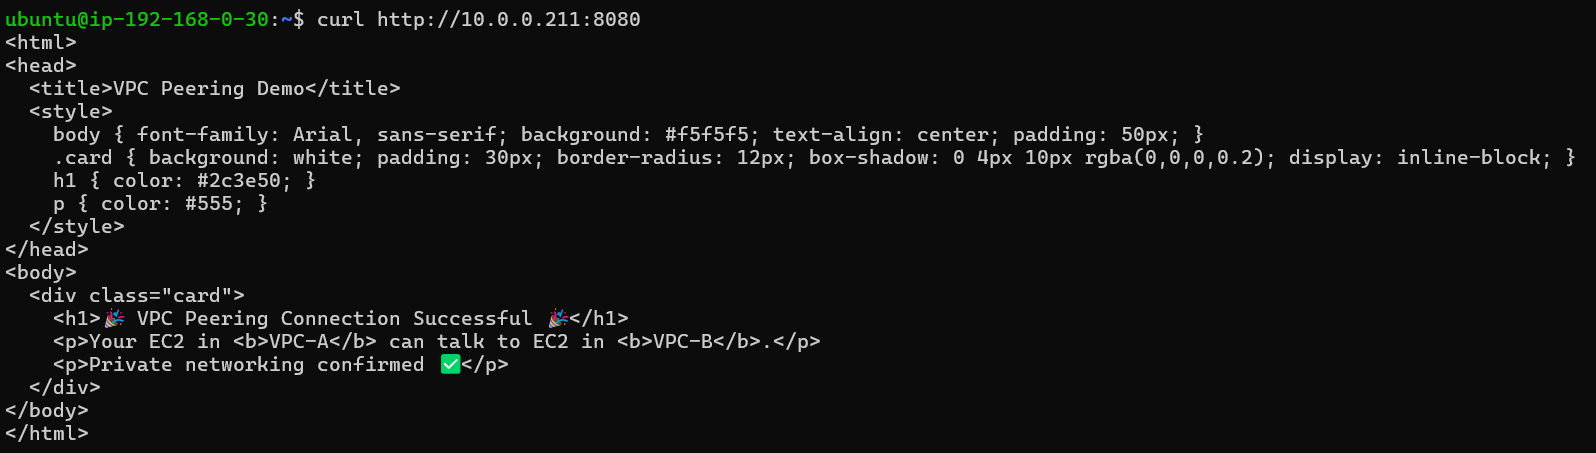 ubuntu@ip-192-168-0-30:~$ curl http://10.0.0.211:8080
<html>
<head>
  <title>VPC Peering Demo</title>
  <style>
    body { font-family: Arial, sans-serif; background: #f5f5f5; text-align: center; padding: 50px; }
    .card { background: white; padding: 30px; border-radius: 12px; box-shadow: 0 4px 10px rgba(0,0,0,0.2); display: inline-block; }
    h1 { color: #2c3e50; }
    p { color: #555; }
  </style>
</head>
<body>
  <div class="card">
    <h1>🎉 VPC Peering Connection Successful 🎉</h1>
    <p>Your EC2 in <b>VPC-A</b> can talk to EC2 in <b>VPC-B</b>.</p>
    <p>Private networking confirmed ✅</p>
  </div>
</body>
</html>